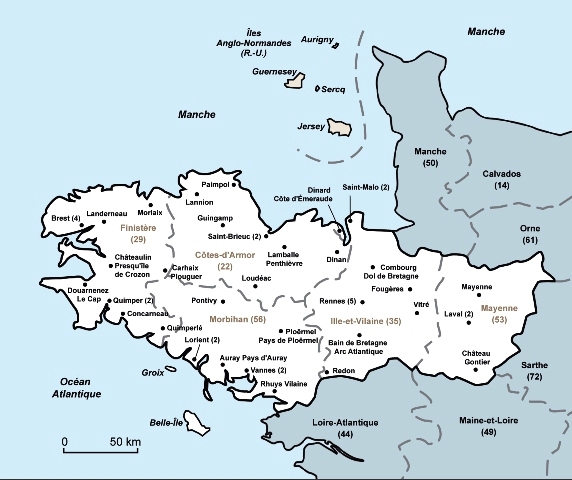 Îles
Anglo-Normandes
(R.-U.)
Aurigny
Manche
Guernesey
Sercq
Manche
Jersey
Manche
(50)
Calvados
(14)
Orne
(61)
Paimpol
Lannion
Dinard
Côte d'Émeraude
Saint-Malo (2)
Brest (4)
Landerneau
Morlaix
Guingamp
Finistère
(29)
Saint-Brieuc (2)
Côtes-d'Armor
(22)
Lamballe
Penthièvre
Dinan
Combourg
Dol de Bretagne
Châteaulin
Presqu'île
de Crozon
Carhaix
Plouguer
Loudéac
Fougères
Mayenne
Douarnenez
Le Cap
Quimper (2)
Pontivy
Rennes (5)
Vitré
Mayenne
(53)
Concarneau
Morbihan (56)
Ille-et-Vilaine (35)
Laval (2)
Quimperlé
Ploërmel
Pays de Ploërmel
Lorient (2)
Bain de Bretagne
Arc Atlantique
Château
Gontier
Auray Pays d'Auray
Groix
Vannes (2)
Redon
Sarthe
(72)
Rhuys Vilaine
Océan
Atlantique
Belle-Île
Loire-Atlantique
(44)
Maine-et-Loire
(49)
0 50 km